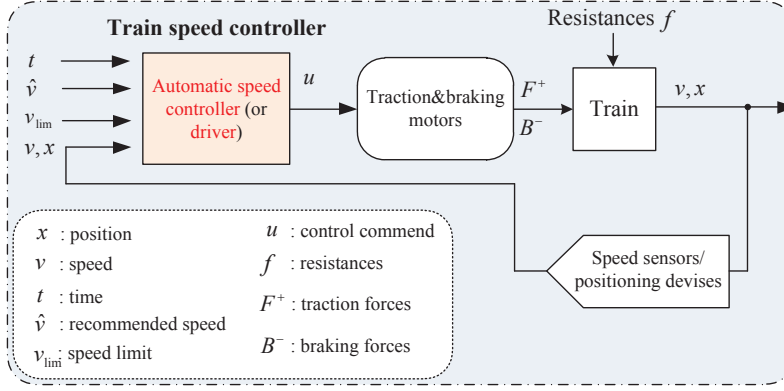 Train speed controller
Resistances f
t
v̂
v_lim
v, x
Automatic speed
controller (or
driver)
u
Traction&braking
motors
F⁺
B⁻
Train
v, x
Speed sensors/
positioning devises
x : position
v : speed
t : time
v̂ : recommended speed
v_lim: speed limit
u : control commend
f : resistances
F⁺ : traction forces
B⁻ : braking forces